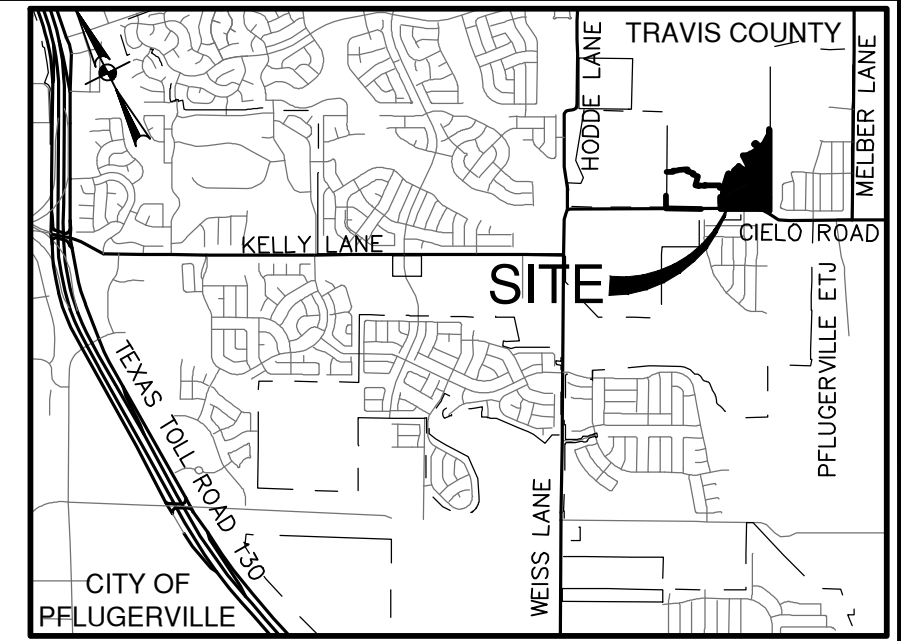 TRAVIS COUNTY
HODDE LANE
MELBER LANE
KELLY LANE
CIELO ROAD
SITE
PFLUGERVILLE ETJ
TEXAS TOLL ROAD 130
WEISS LANE
CITY OF
PFLUGERVILLE